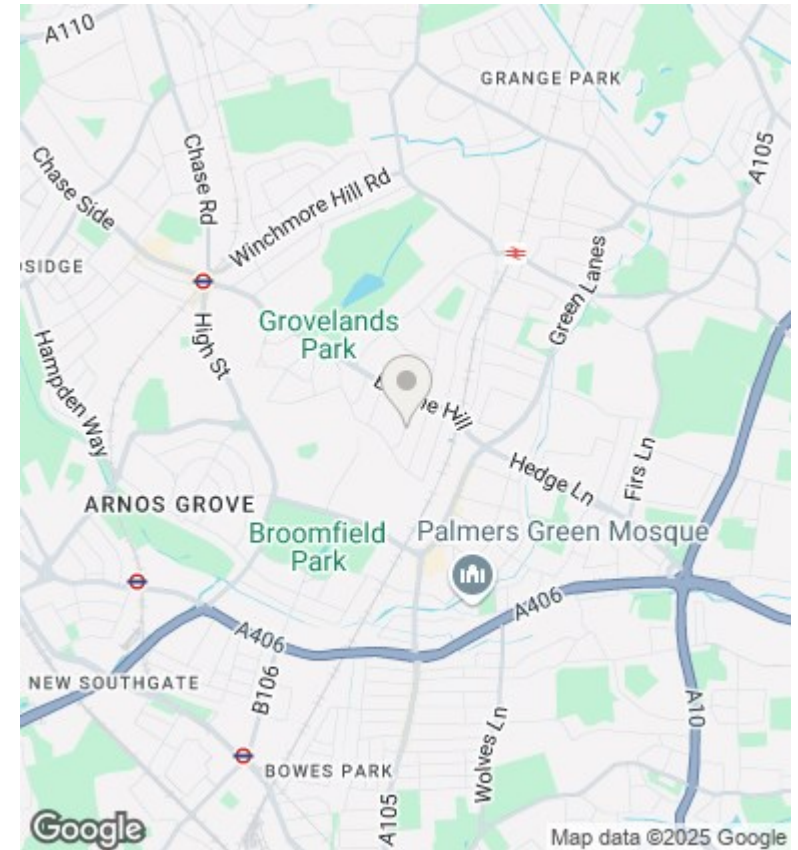 A110
GRANGE PARK
A105
Chase Rd
Chase Side
Winchmore Hill Rd
Green Lanes
High St
Hampden Way
Grovelands
Park
Hill
Hedge Ln
Firs Ln
ARNOS GROVE
Broomfield
Park
Palmers Green Mosque
A406
A406
NEW SOUTHGATE
B106
A10
Wolves Ln
BOWES PARK
A105
Google
Map data ©2025 Google